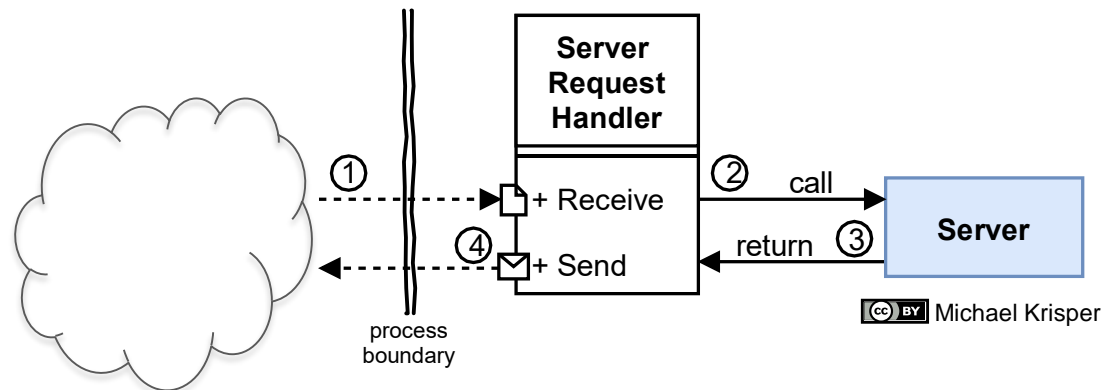 Server
Request
Handler
1
2
call
+ Receive
Server
4
return
3
+ Send
process
boundary
cc BY Michael Krisper